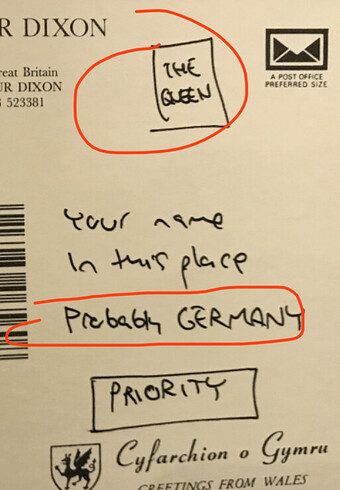 R DIXON
reat Britain
UR DIXON
523381
THE
QUEEN
A POST OFFICE
PREFERRED SIZE
Your name
In this place
Probably GERMANY
PRIORITY
Cyfarchion o Gymru
GREETINGS FROM WALES